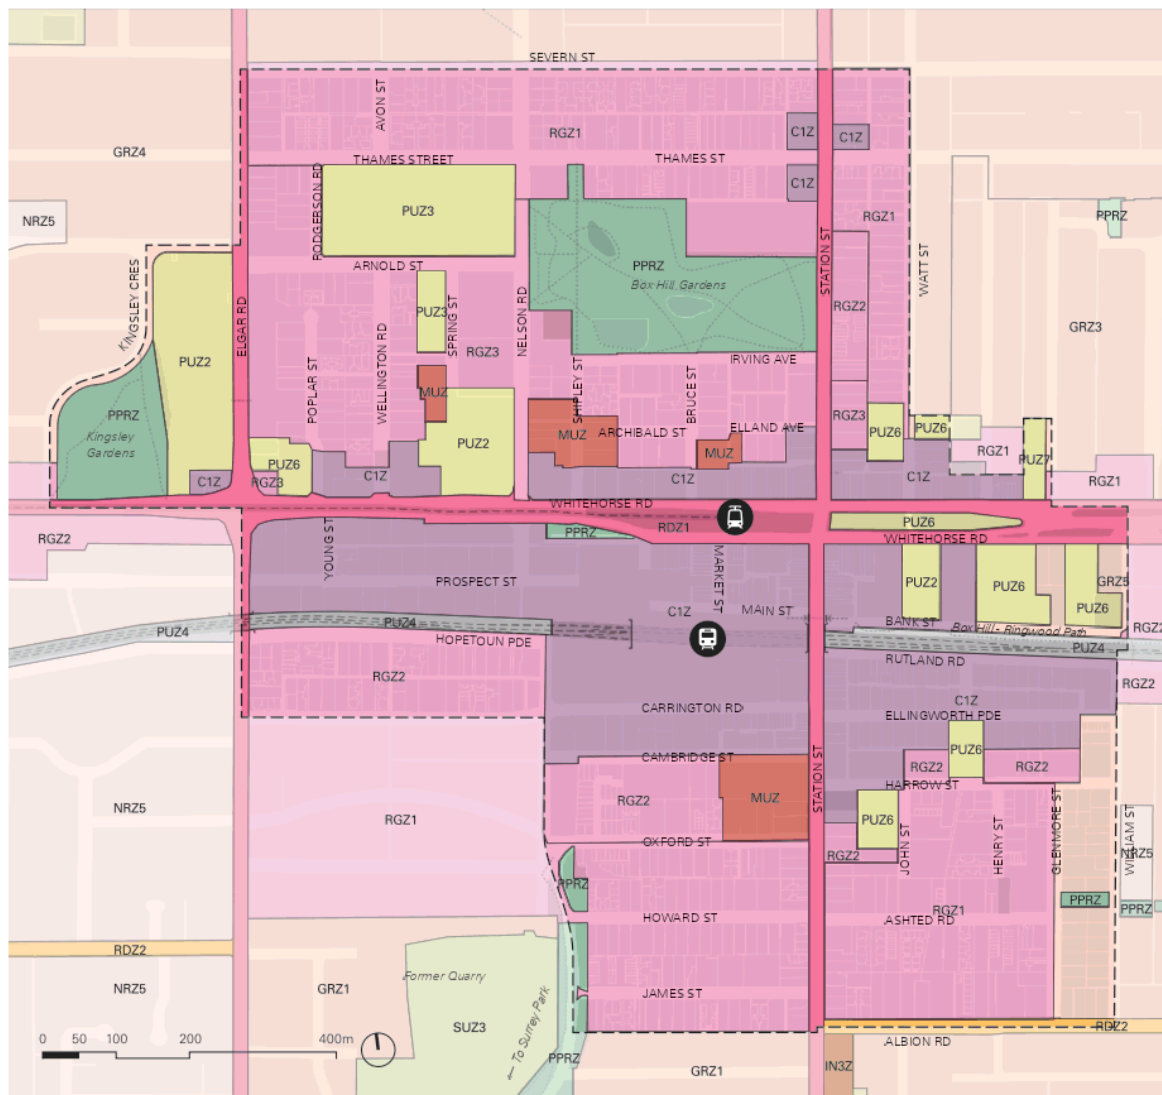 SEVERN ST
AVON ST
RGZ1
C1Z
C1Z
GRZ4
THAMES STREET
THAMES ST
RODGERSON RD
C1Z
PUZ3
NRZ5
RGZ1
PPRZ
STATION ST
WATT ST
ARNOLD ST
PPRZ
Box Hill Gardens
KINGSLEY CRES
ELGAR RD
PUZ3
SPRING ST
NELSON RD
RGZ2
GRZ3
PUZ2
POPLAR ST
WELLINGTON RD
RGZ3
IRVING AVE
SHIPLEY ST
BRUCE ST
MUZ
PPRZ
Kingsley
Gardens
RGZ3
PUZ2
MUZ
ARCHIBALD ST
ELLAND AVE
MUZ
PUZ6
PUZ6
RGZ1
PUZ7
PUZ6
C1Z
RGZ3
C1Z
C1Z
C1Z
RGZ1
WHITEHORSE RD
RDZ1
PUZ6
WHITEHORSE RD
RGZ2
YOUNG ST
PPRZ
MARKET ST
PROSPECT ST
PUZ2
PUZ6
GRZ5
PUZ6
C1Z
MAIN ST
PUZ4
PUZ4
HOPETOUN PDE
BANK ST
Box Hill - Ringwood Path
RGZ2
PUZ4
RUTLAND RD
RGZ2
RGZ2
C1Z
CARRINGTON RD
ELLINGWORTH PDE
CAMBRIDGE ST
PUZ6
RGZ2
RGZ2
STATION ST
HARROW ST
NRZ5
RGZ1
RGZ2
MUZ
PUZ6
JOHN ST
HENRY ST
GLENMORE ST
WILLIAM ST
OXFORD ST
RGZ2
NRZ5
PPRZ
PPRZ
PPRZ
HOWARD ST
RGZ1
ASHTED RD
RDZ2
Former Quarry
NRZ5
GRZ1
JAMES ST
SUZ3
← To Surrey Park
RDZ2
0 50 100 200 400m
ALBION RD
PPRZ
GRZ1
IN3Z